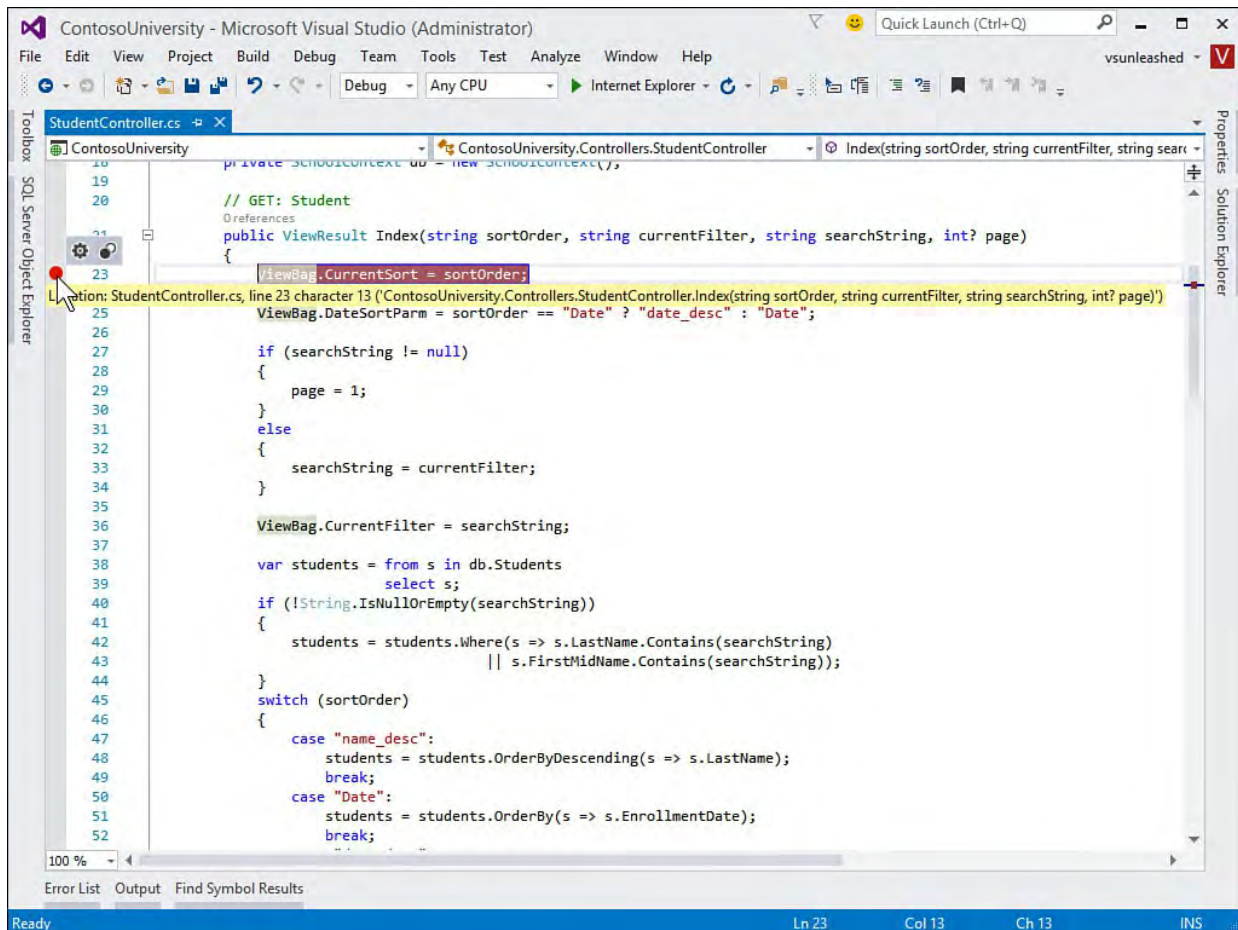 ContosoUniversity - Microsoft Visual Studio (Administrator)
Quick Launch (Ctrl+Q)
File Edit View Project Build Debug Team Tools Test Analyze Window Help
vsunleashed V
Debug Any CPU Internet Explorer
Toolbox
SQL Server Object Explorer
StudentController.cs
ContosoUniversity
ContosoUniversity.Controllers.StudentController
Index(string sortOrder, string currentFilter, string searc
18 private SchoolContext db = new SchoolContext();
19
20 // GET: Student
0 references
21 public ViewResult Index(string sortOrder, string currentFilter, string searchString, int? page)
{
23 ViewBag.CurrentSort = sortOrder;
StudentController.cs, line 23 character 13 ('ContosoUniversity.Controllers.StudentController.Index(string sortOrder, string currentFilter, string searchString, int? page)')
25 ViewBag.DateSortParm = sortOrder == "Date" ? "date_desc" : "Date";
26
27 if (searchString != null)
28 {
29 page = 1;
30 }
31 else
32 {
33 searchString = currentFilter;
34 }
35
36 ViewBag.CurrentFilter = searchString;
37
38 var students = from s in db.Students
39 select s;
40 if (!String.IsNullOrEmpty(searchString))
41 {
42 students = students.Where(s => s.LastName.Contains(searchString)
43 || s.FirstMidName.Contains(searchString));
44 }
45 switch (sortOrder)
46 {
47 case "name_desc":
48 students = students.OrderByDescending(s => s.LastName);
49 break;
50 case "Date":
51 students = students.OrderBy(s => s.EnrollmentDate);
52 break;
Properties
Solution Explorer
100 %
Error List Output Find Symbol Results
Ready Ln 23 Col 13 Ch 13 INS